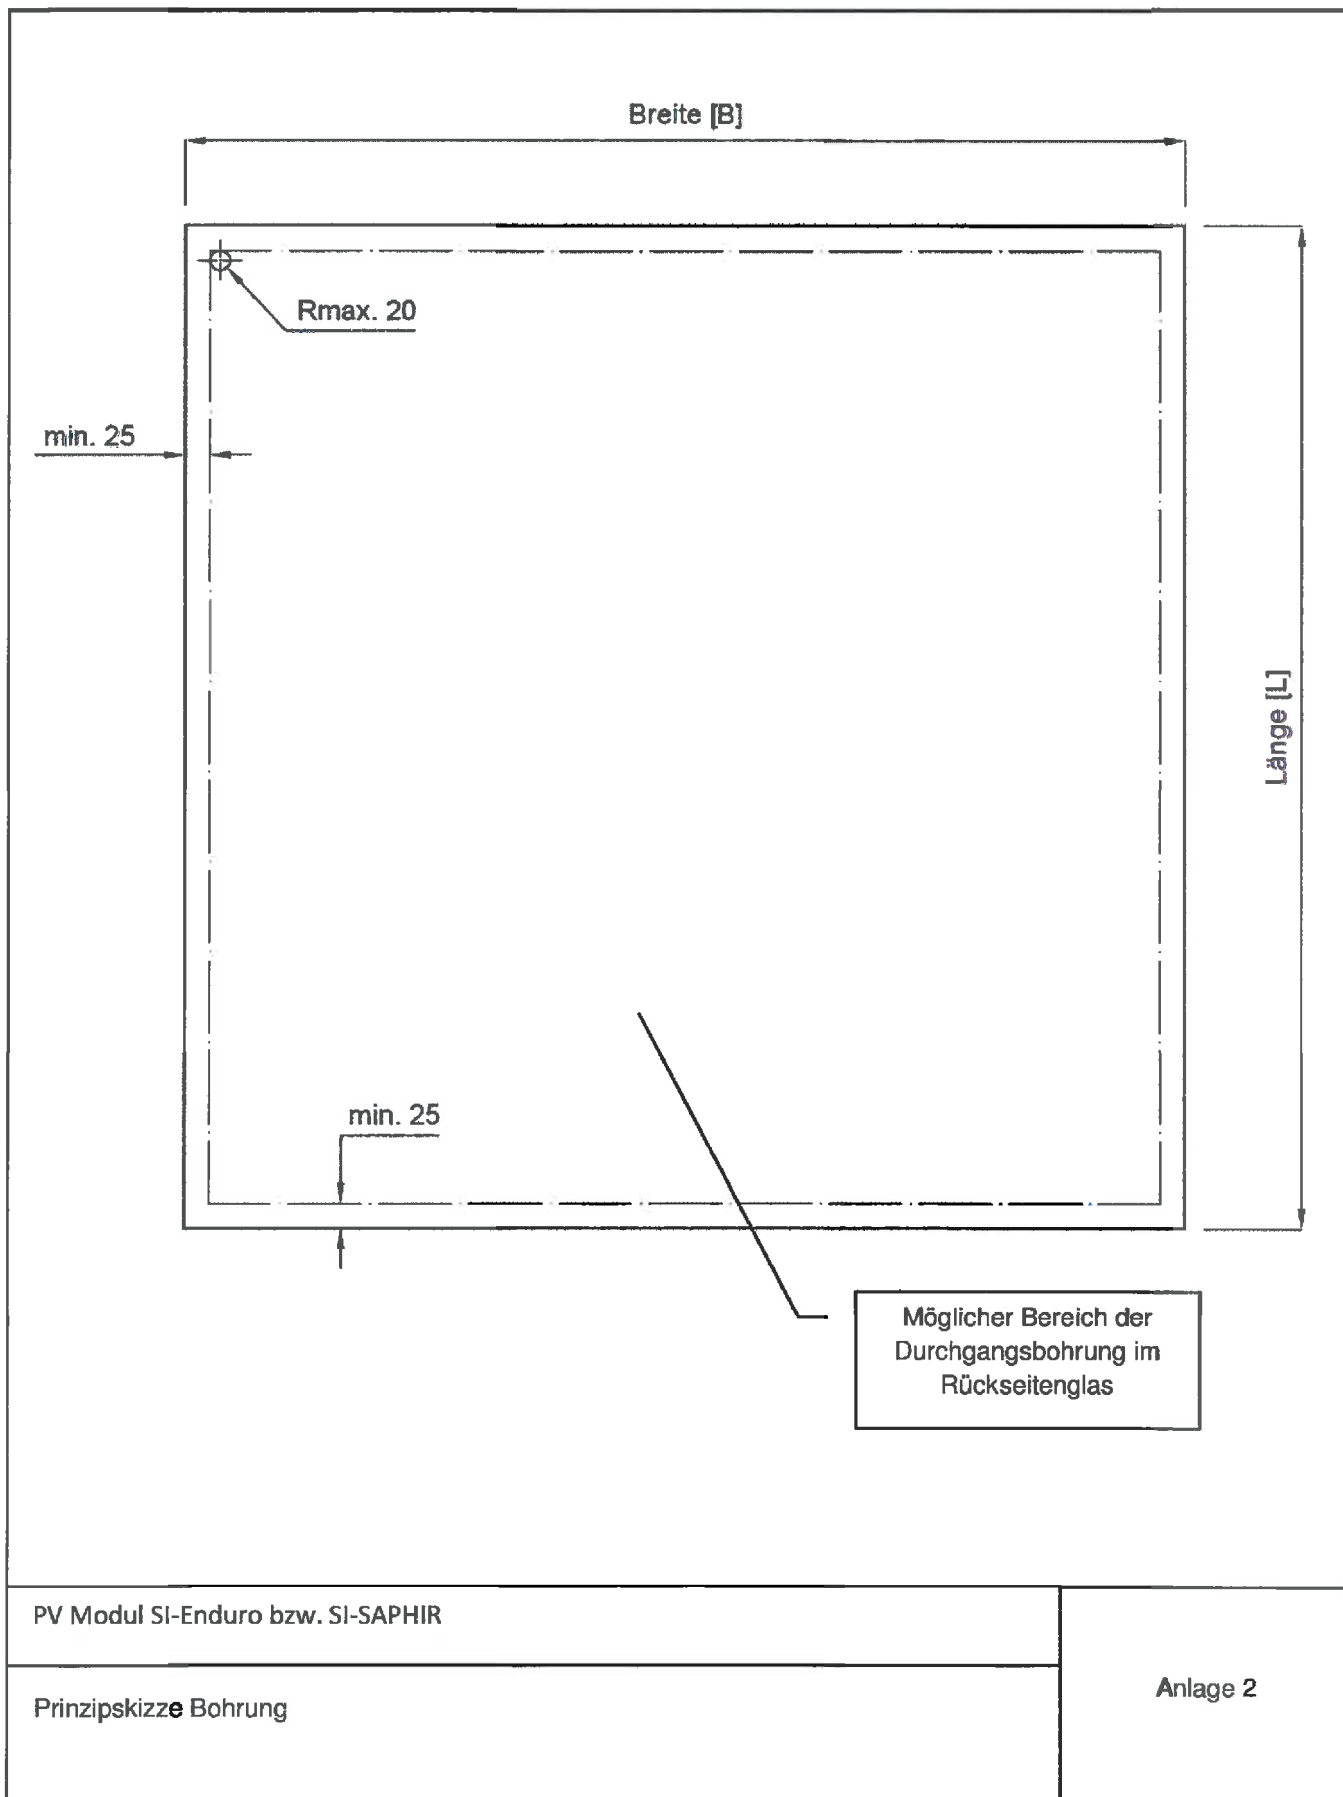 Breite [B]
Rmax. 20
min. 25
Länge [L]
min. 25
Möglicher Bereich der
Durchgangsbohrung im
Rückseitenglas
PV Modul SI-Enduro bzw. SI-SAPHIR
Prinzipskizze Bohrung
Anlage 2